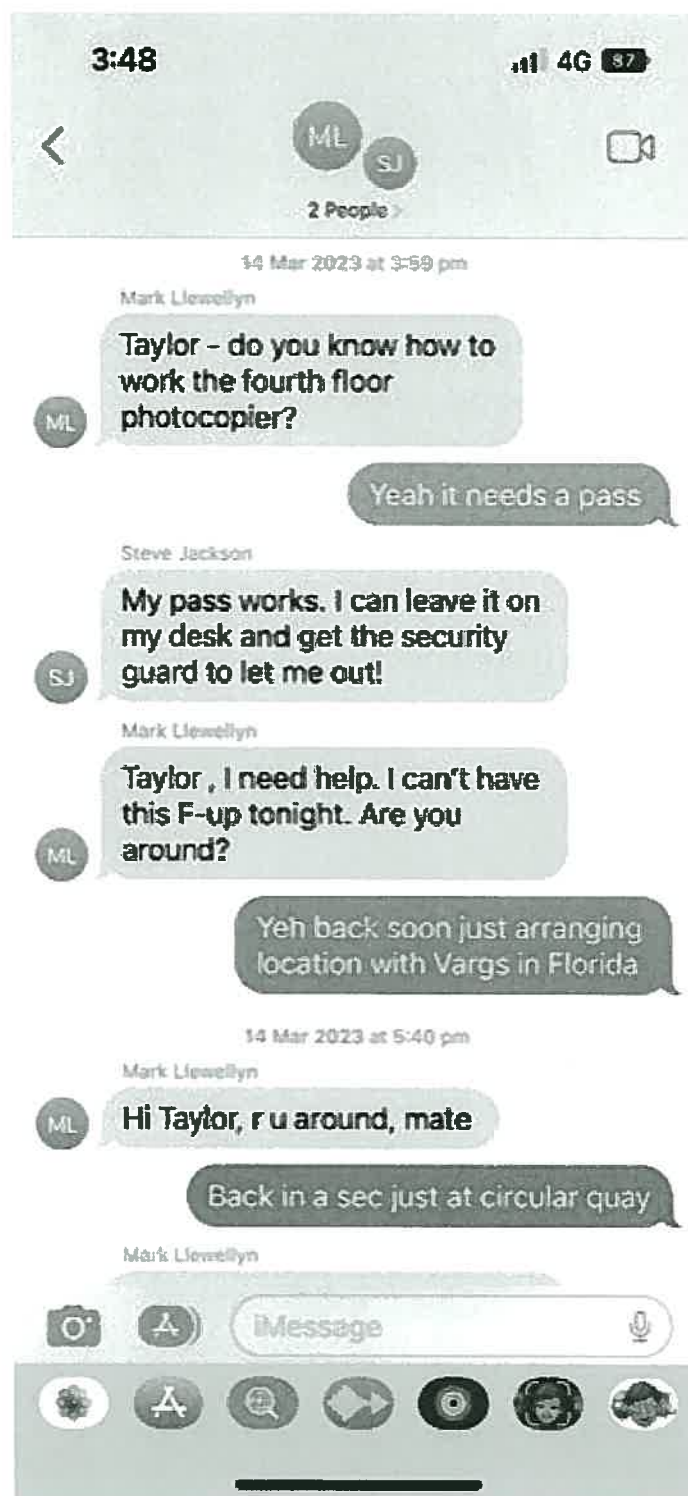 3:48
4G 87
ML
SJ
2 People >
14 Mar 2023 at 3:59 pm
Mark Llewellyn
Taylor - do you know how to
work the fourth floor
photocopier?
ML
Yeah it needs a pass
Steve Jackson
My pass works. I can leave it on
my desk and get the security
guard to let me out!
SJ
Mark Llewellyn
Taylor , I need help. I can't have
this F-up tonight. Are you
around?
ML
Yeh back soon just arranging
location with Vargs in Florida
14 Mar 2023 at 5:40 pm
Mark Llewellyn
Hi Taylor, r u around, mate
ML
Back in a sec just at circular quay
Mark Llewellyn
iMessage